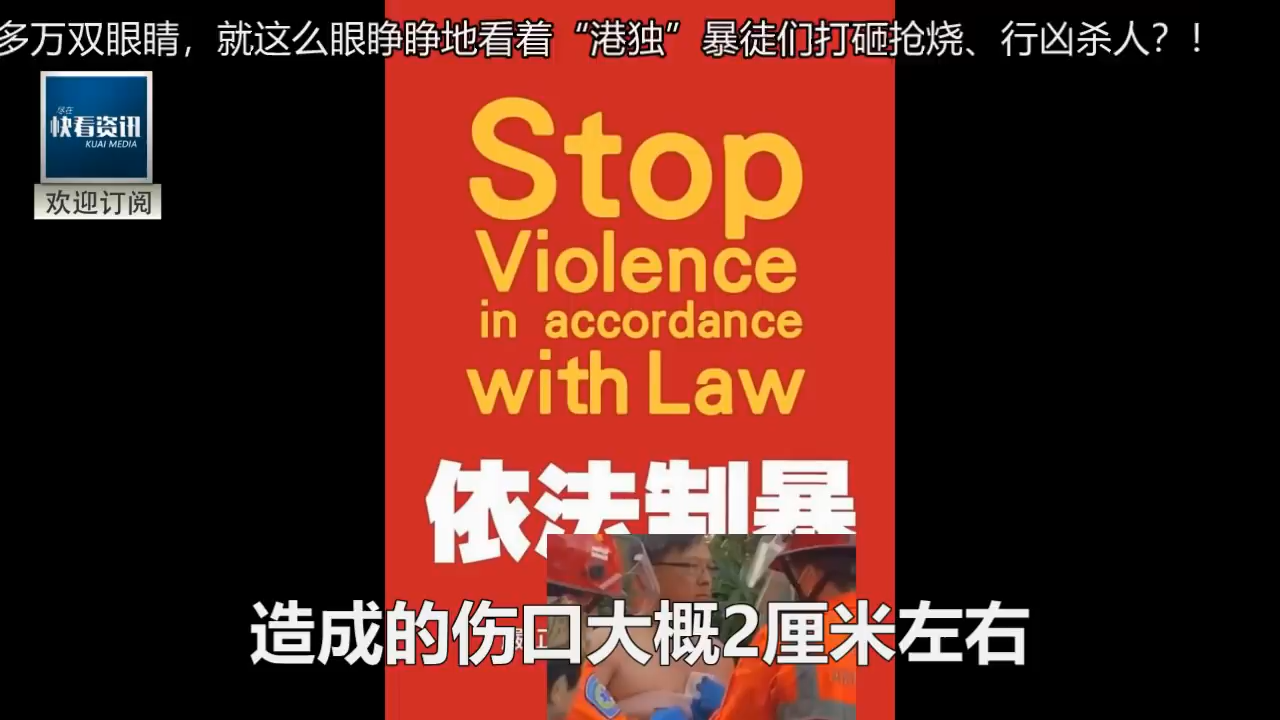 多万双眼睛，就这么眼睁睁地看着“港独”暴徒们打砸抢烧、行凶杀人？！
尽在
快看资讯
KUAI MEDIA
欢迎订阅
Stop
Violence
in accordance
with Law
依法制暴
造成的伤口大概2厘米左右